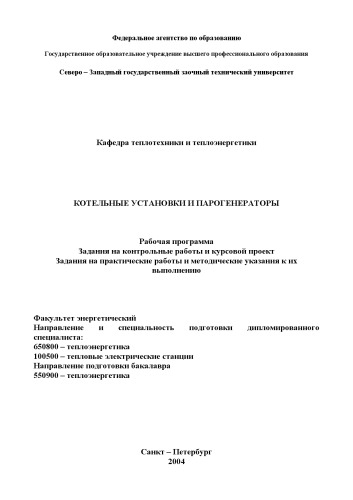 Федеральное агентство по образованию
Государственное образовательное учреждение высшего профессионального образования
Северо – Западный государственный заочный технический университет
Кафедра теплотехники и теплоэнергетики
КОТЕЛЬНЫЕ УСТАНОВКИ И ПАРОГЕНЕРАТОРЫ
Рабочая программа
Задания на контрольные работы и курсовой проект
Задания на практические работы и методические указания к их
выполнению
Факультет энергетический
Направление и специальность подготовки дипломированного
специалиста:
650800 – теплоэнергетика
100500 – тепловые электрические станции
Направление подготовки бакалавра
550900 – теплоэнергетика
Санкт – Петербург
2004